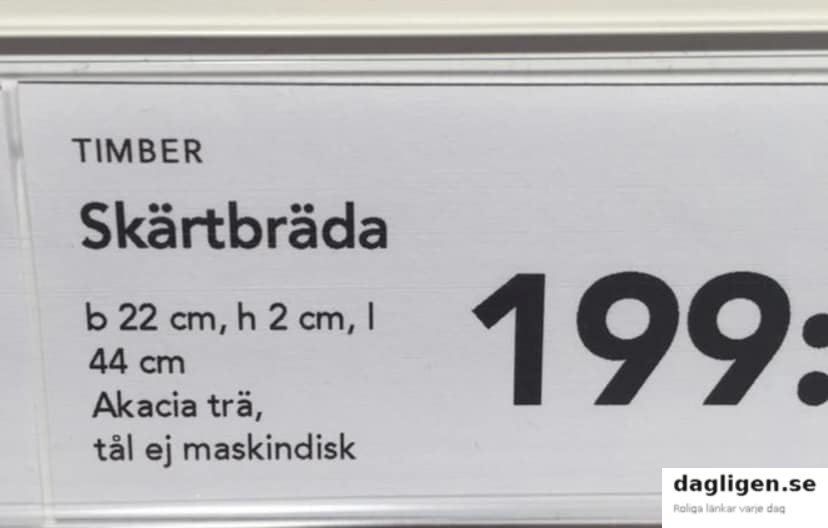 TIMBER
Skärtbräda
b 22 cm, h 2 cm, l
44 cm
Akacia trä,
tål ej maskindisk
199:
dagligen.se
Roliga länkar varje dag